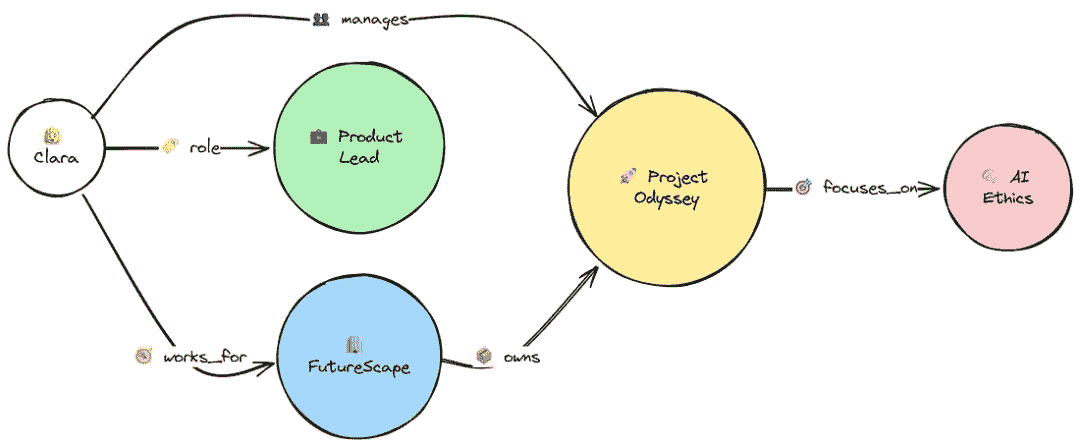 manages
Clara
role
Product
Lead
Project
Odyssey
focuses_on
AI
Ethics
works_for
FutureScape
owns